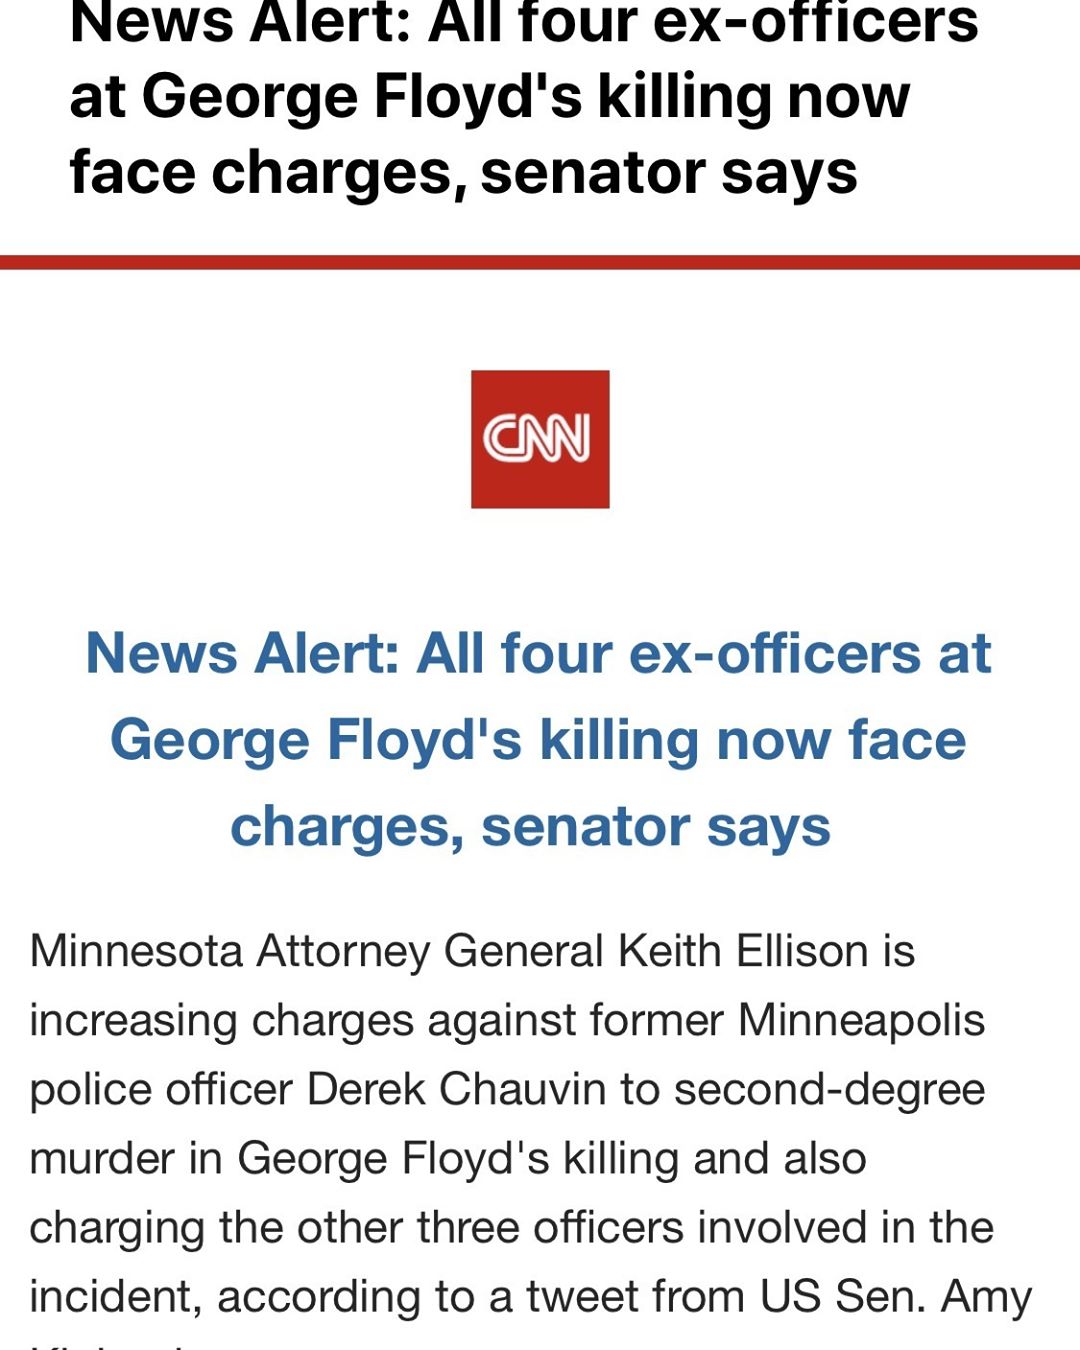 News Alert: All four ex-officers
at George Floyd's killing now
face charges, senator says
CNN
News Alert: All four ex-officers at
George Floyd's killing now face
charges, senator says
Minnesota Attorney General Keith Ellison is
increasing charges against former Minneapolis
police officer Derek Chauvin to second-degree
murder in George Floyd's killing and also
charging the other three officers involved in the
incident, according to a tweet from US Sen. Amy